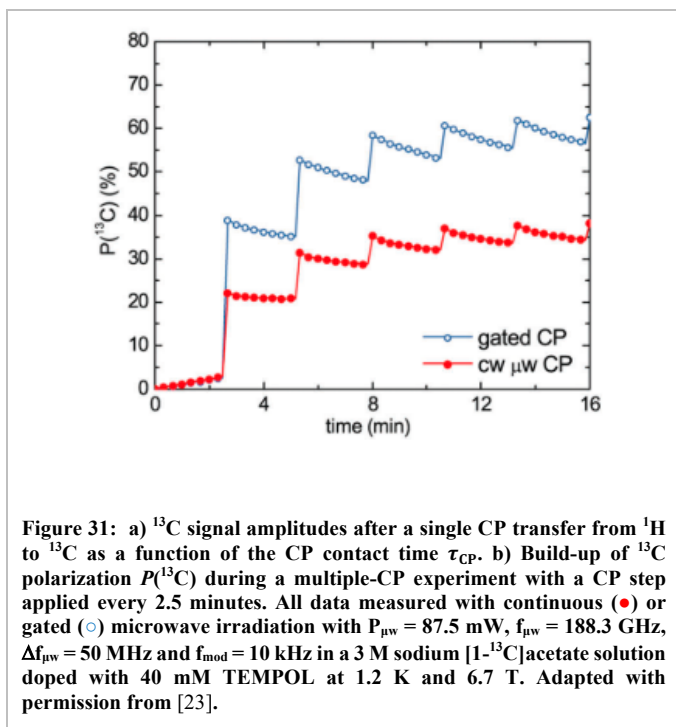 80
70
60
50
40
30
20
10
0
P(¹³C) (%)
gated CP
cw μw CP
0 4 8 12 16
time (min)
Figure 31: a) ¹³C signal amplitudes after a single CP transfer from ¹H
to ¹³C as a function of the CP contact time τCP. b) Build-up of ¹³C
polarization P(¹³C) during a multiple-CP experiment with a CP step
applied every 2.5 minutes. All data measured with continuous (●) or
gated (○) microwave irradiation with Pμw = 87.5 mW, fμw = 188.3 GHz,
Δfμw = 50 MHz and fmod = 10 kHz in a 3 M sodium [1-¹³C]acetate solution
doped with 40 mM TEMPOL at 1.2 K and 6.7 T. Adapted with
permission from [23].